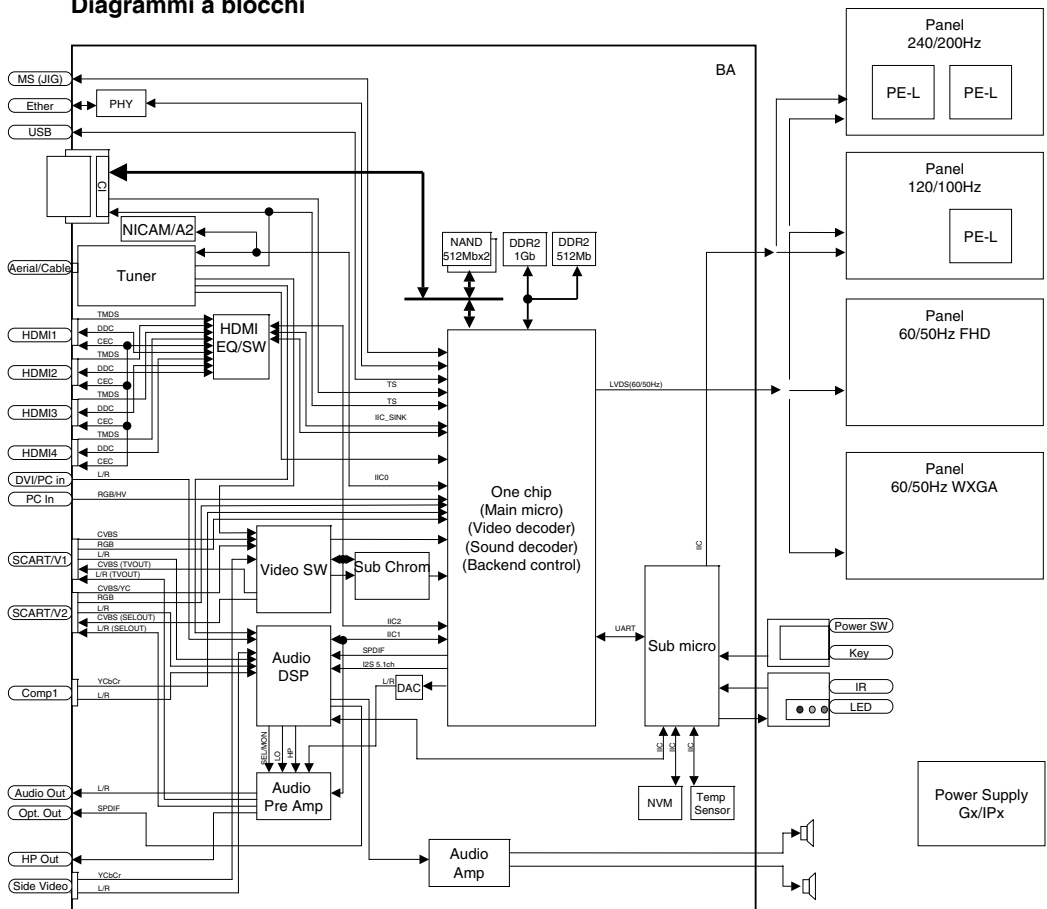 Diagrammi a blocchi
BA
MS (JIG)
Ether
PHY
USB
CI
NICAM/A2
Aerial/Cable
Tuner
NAND
512Mbx2
DDR2
1Gb
DDR2
512Mb
HDMI1
HDMI2
HDMI3
HDMI4
TMDS
DDC
CEC
TMDS
DDC
CEC
TMDS
DDC
CEC
TMDS
DDC
CEC
HDMI
EQ/SW
TS
TS
IIC_SINK
IIC0
DVI/PC in
L/R
PC In
RGB/HV
SCART/V1
CVBS
RGB
L/R
CVBS (TVOUT)
L/R (TVOUT)
SCART/V2
CVBS/YC
RGB
L/R
CVBS (SELOUT)
L/R (SELOUT)
Video SW
Sub Chrom
IIC2
IIC1
SPDIF
I2S 5.1ch
Audio
DSP
L/R
DAC
Comp1
YCbCr
L/R
SEL/MON
LO
HP
Audio
Pre Amp
Audio Out
L/R
Opt. Out
SPDIF
HP Out
Side Video
YCbCr
L/R
Audio
Amp
One chip
(Main micro)
(Video decoder)
(Sound decoder)
(Backend control)
LVDS(60/50Hz)
IIC
UART
Sub micro
IIC
IIC
IIC
NVM
Temp
Sensor
Panel
240/200Hz
PE-L
PE-L
Panel
120/100Hz
PE-L
Panel
60/50Hz FHD
Panel
60/50Hz WXGA
Power SW
Key
IR
LED
Power Supply
Gx/IPx